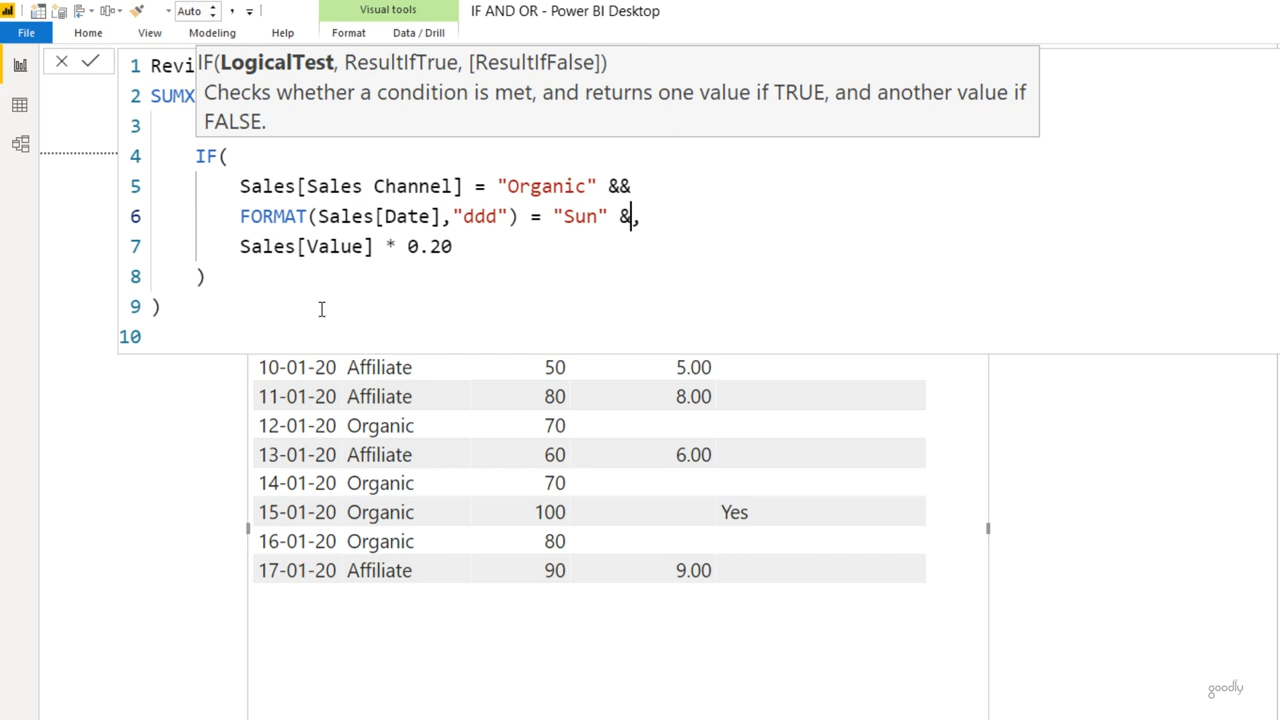 Auto
Visual tools
IF AND OR - Power BI Desktop
File Home View Modeling Help Format Data / Drill
IF(LogicalTest, ResultIfTrue, [ResultIfFalse])
Checks whether a condition is met, and returns one value if TRUE, and another value if
FALSE.
1 Revi
2 SUMX
3
4 IF(
5 Sales[Sales Channel] = "Organic" &&
6 FORMAT(Sales[Date],"ddd") = "Sun" &,
7 Sales[Value] * 0.20
8 )
9 )
10
10-01-20 Affiliate 50 5.00
11-01-20 Affiliate 80 8.00
12-01-20 Organic 70
13-01-20 Affiliate 60 6.00
14-01-20 Organic 70
15-01-20 Organic 100 Yes
16-01-20 Organic 80
17-01-20 Affiliate 90 9.00
goodly